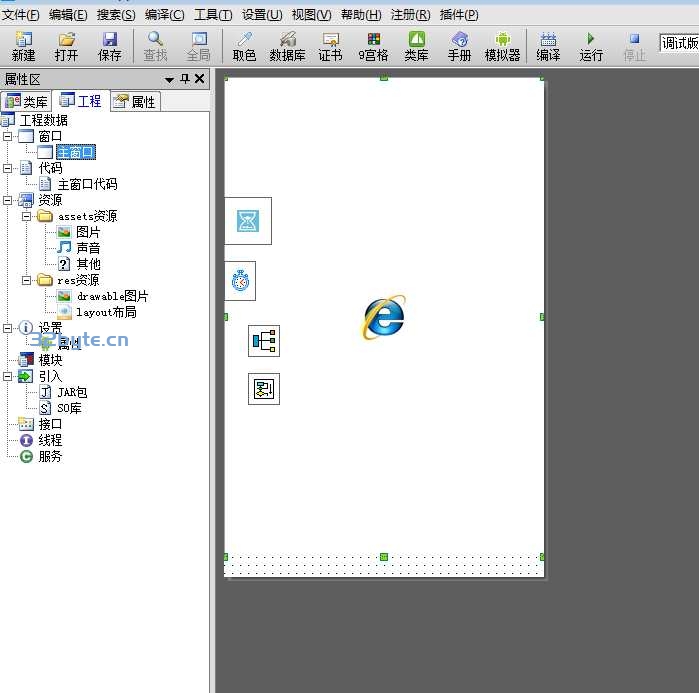 文件(F) 编辑(E) 搜索(S) 编译(C) 工具(T) 设置(U) 视图(V) 帮助(H) 注册(R) 插件(P)
新建 打开 保存 查找 全局 取色 数据库 证书 9宫格 类库 手册 模拟器 编译 运行 停止 调试版
属性区
类库 工程 属性
工程数据
窗口
主窗口
代码
主窗口代码
资源
assets资源
图片
声音
其他
res资源
drawable图片
layout布局
设置
属性
32byte.cn
模块
引入
JAR包
SO库
接口
线程
服务